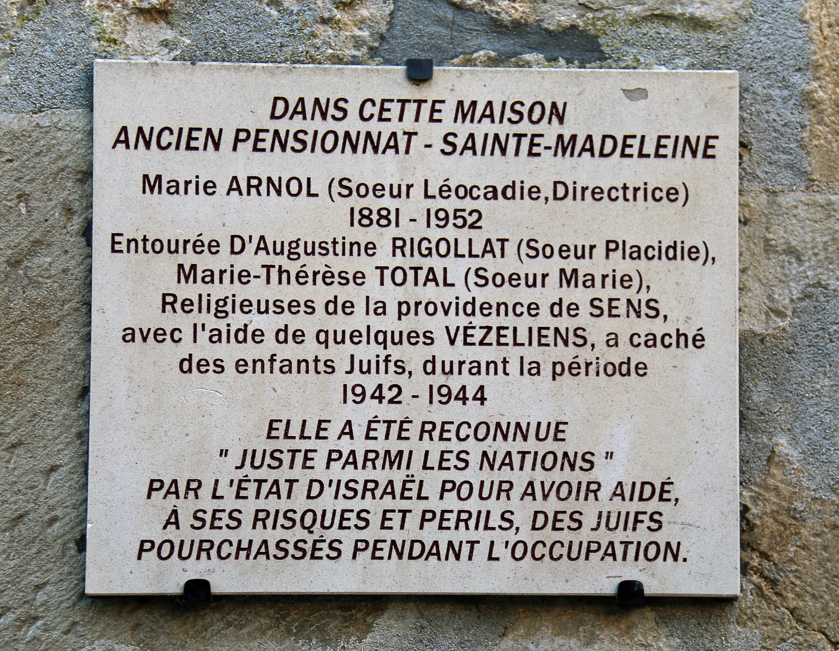 DANS CETTE MAISON
ANCIEN PENSIONNAT - SAINTE-MADELEINE
Marie ARNOL (Soeur Léocadie,Directrice)
1881 - 1952
Entourée D'Augustine RIGOLLAT (Soeur Placidie),
Marie-Thérèse TOTAL (Soeur Marie),
Religieuses de la providence de SENS,
avec l'aide de quelques VÉZELIENS, a caché
des enfants Juifs, durant la période
1942 - 1944
ELLE A ÉTÉ RECONNUE
" JUSTE PARMI LES NATIONS "
PAR L'ÉTAT D'ISRAËL POUR AVOIR AIDÉ,
À SES RISQUES ET PERILS, DES JUIFS
POURCHASSÉS PENDANT L'OCCUPATION.